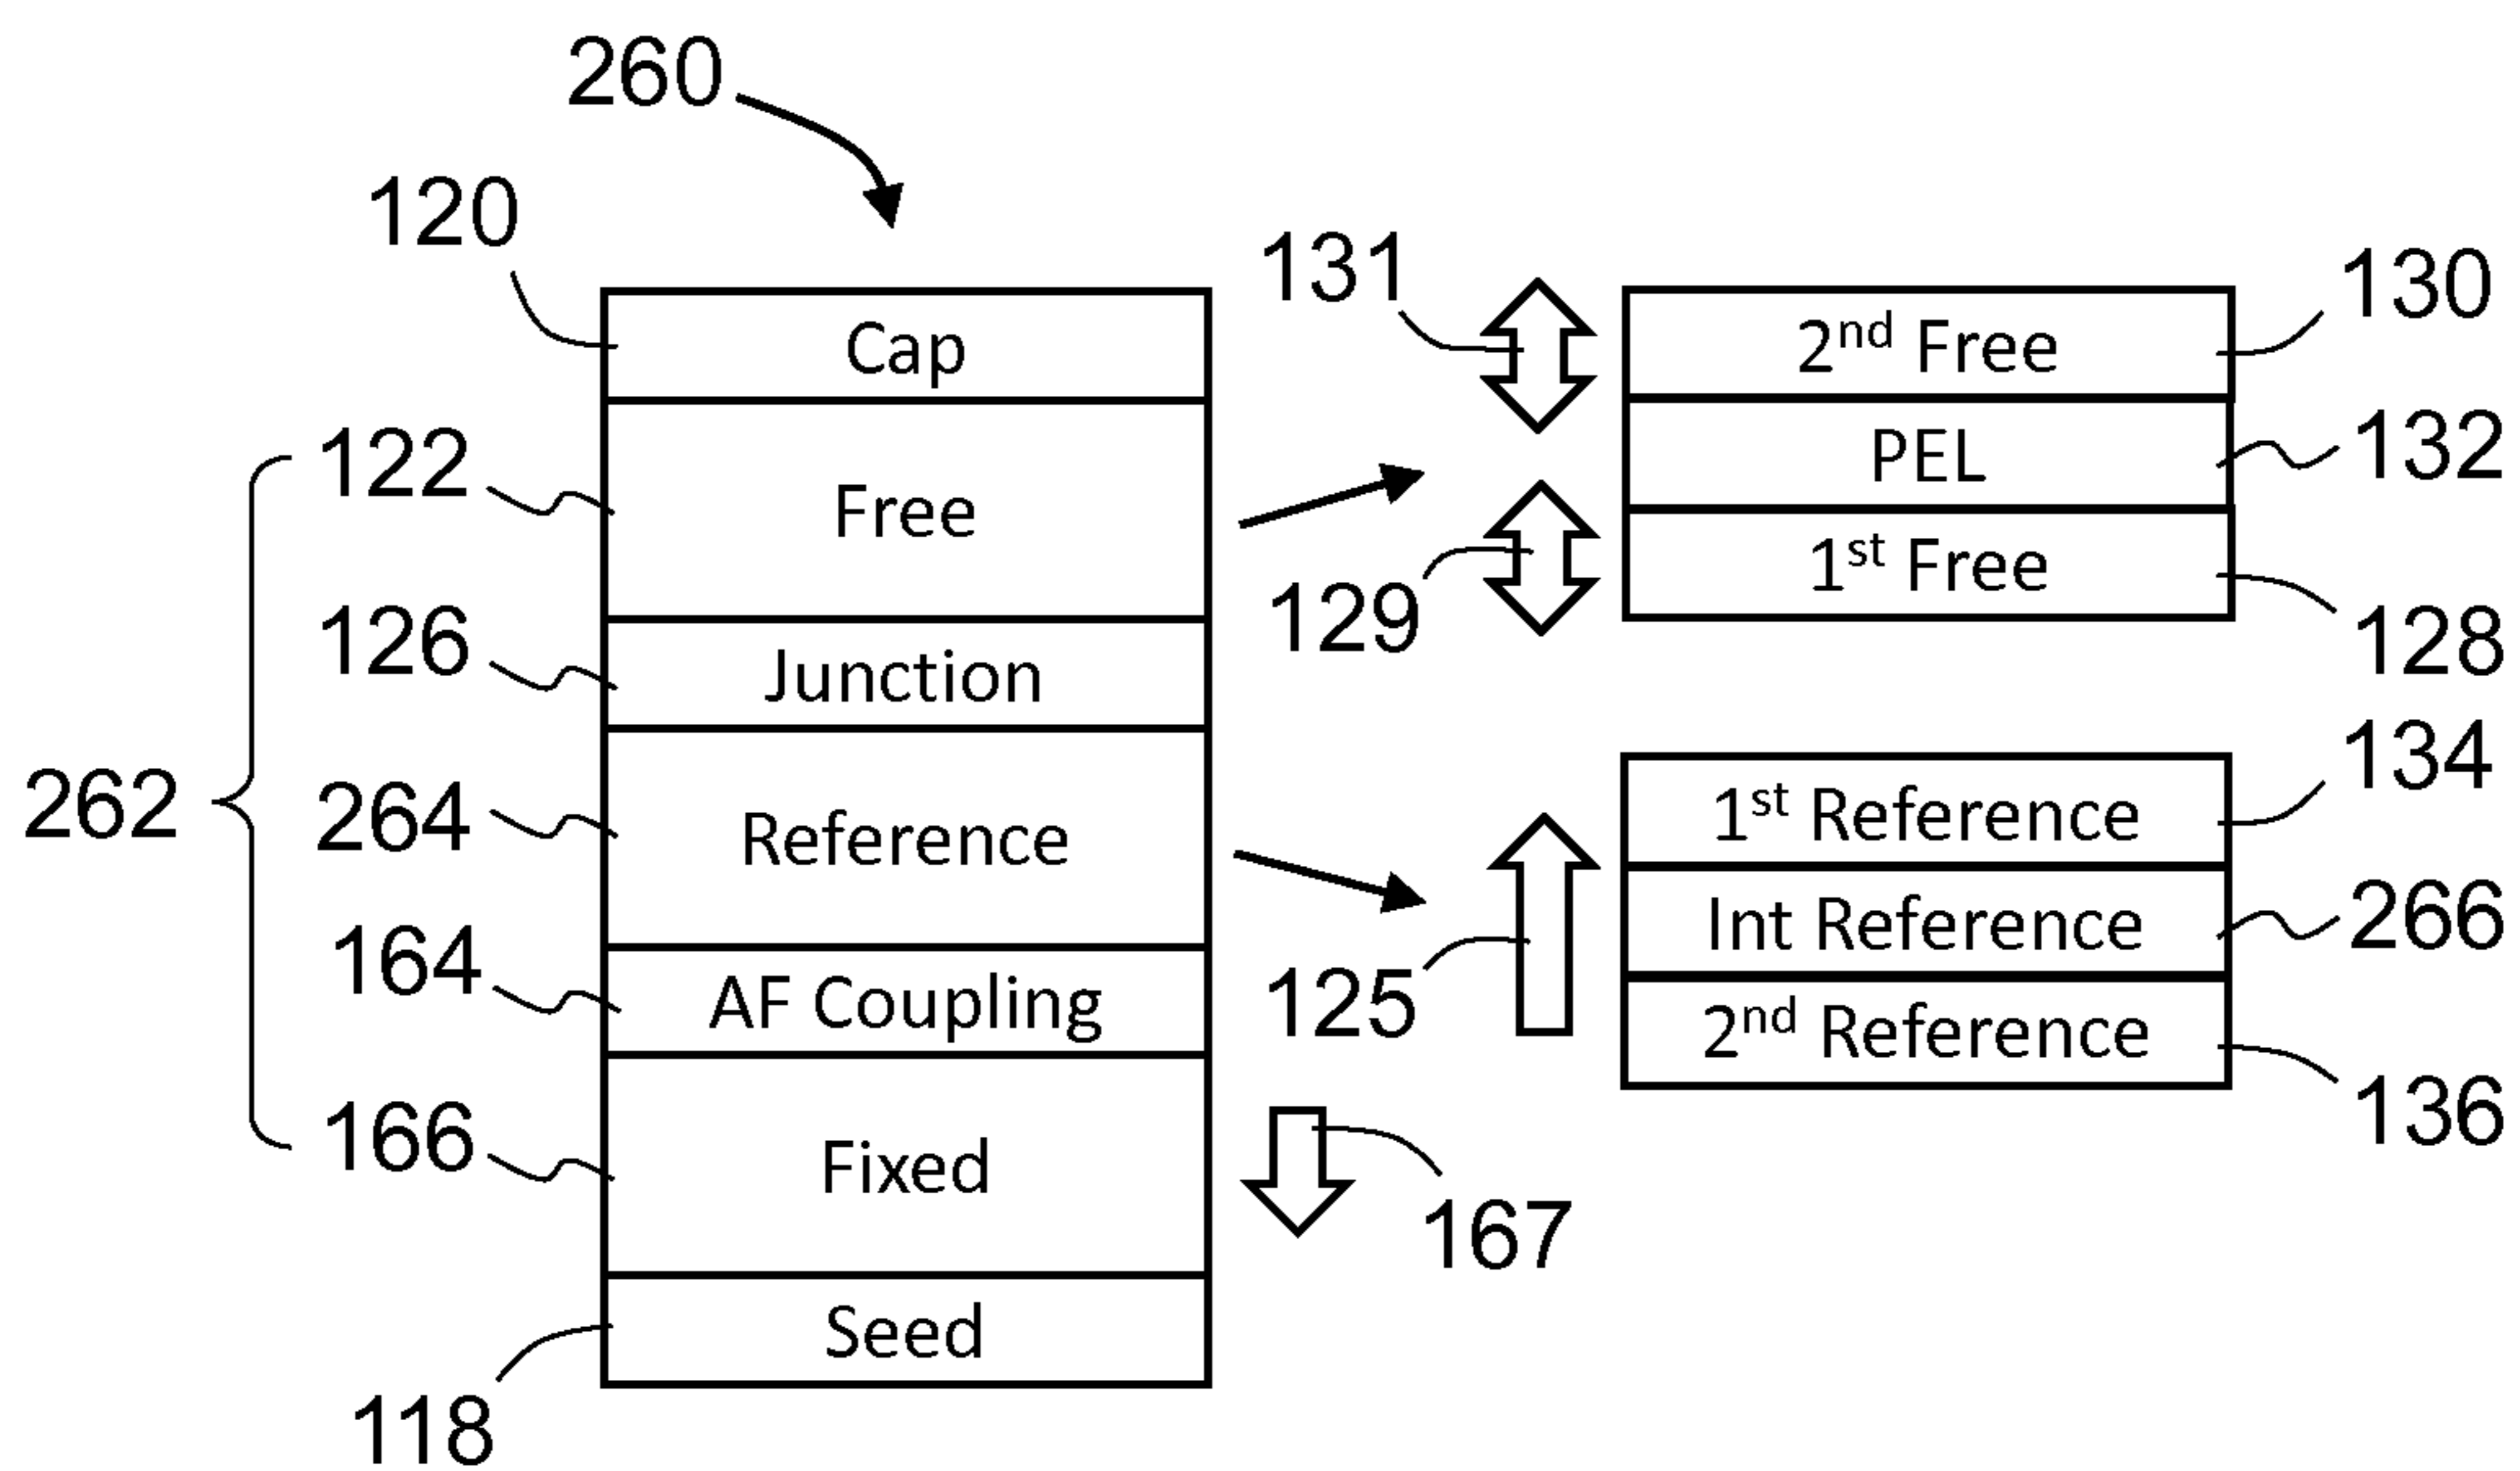 260
120
131
130
Cap
2nd Free
122
132
PEL
Free
1st Free
126
129
128
Junction
134
262
264
1st Reference
Reference
266
Int Reference
164
125
AF Coupling
2nd Reference
136
166
Fixed
167
Seed
118